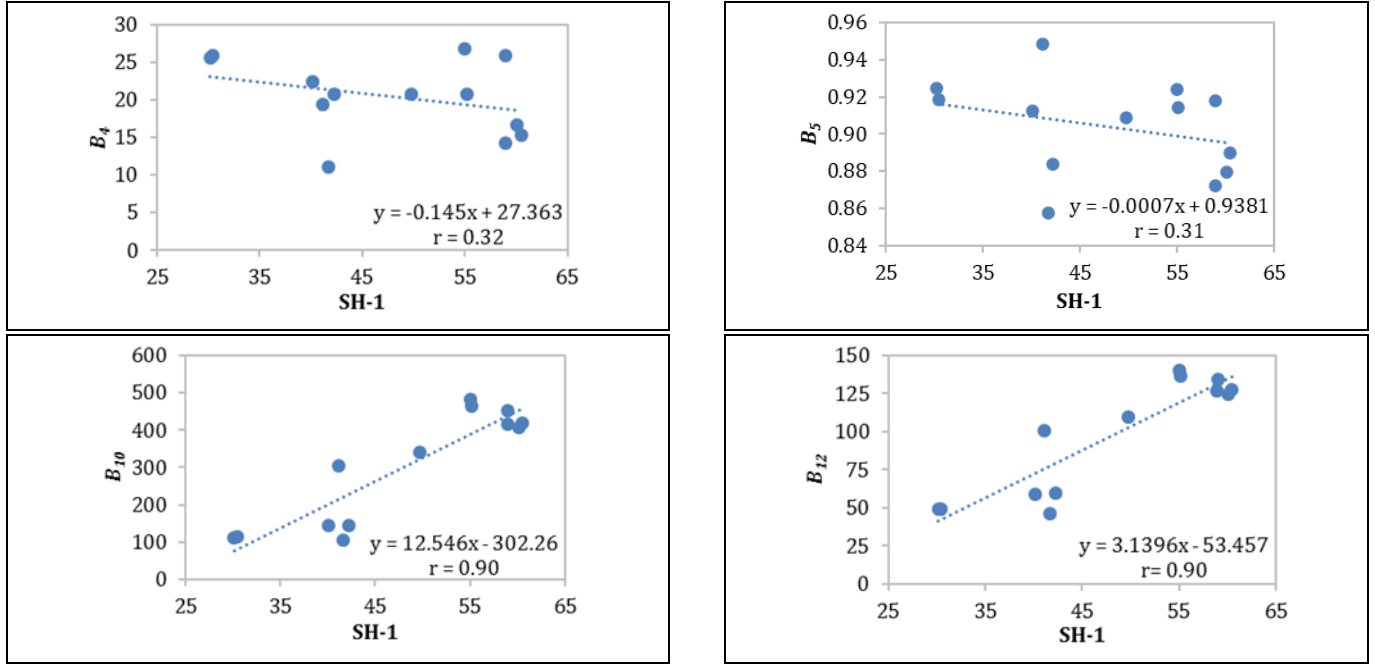 30
25
20
15
10
5
0
B4
y = -0.145x + 27.363
r = 0.32
25 35 45 55 65
SH-1
0.96
0.94
0.92
0.90
0.88
0.86
0.84
B5
y = -0.0007x + 0.9381
r = 0.31
25 35 45 55 65
SH-1
600
500
400
300
200
100
0
B10
y = 12.546x - 302.26
r = 0.90
25 35 45 55 65
SH-1
150
125
100
75
50
25
0
B12
y = 3.1396x - 53.457
r= 0.90
25 35 45 55 65
SH-1